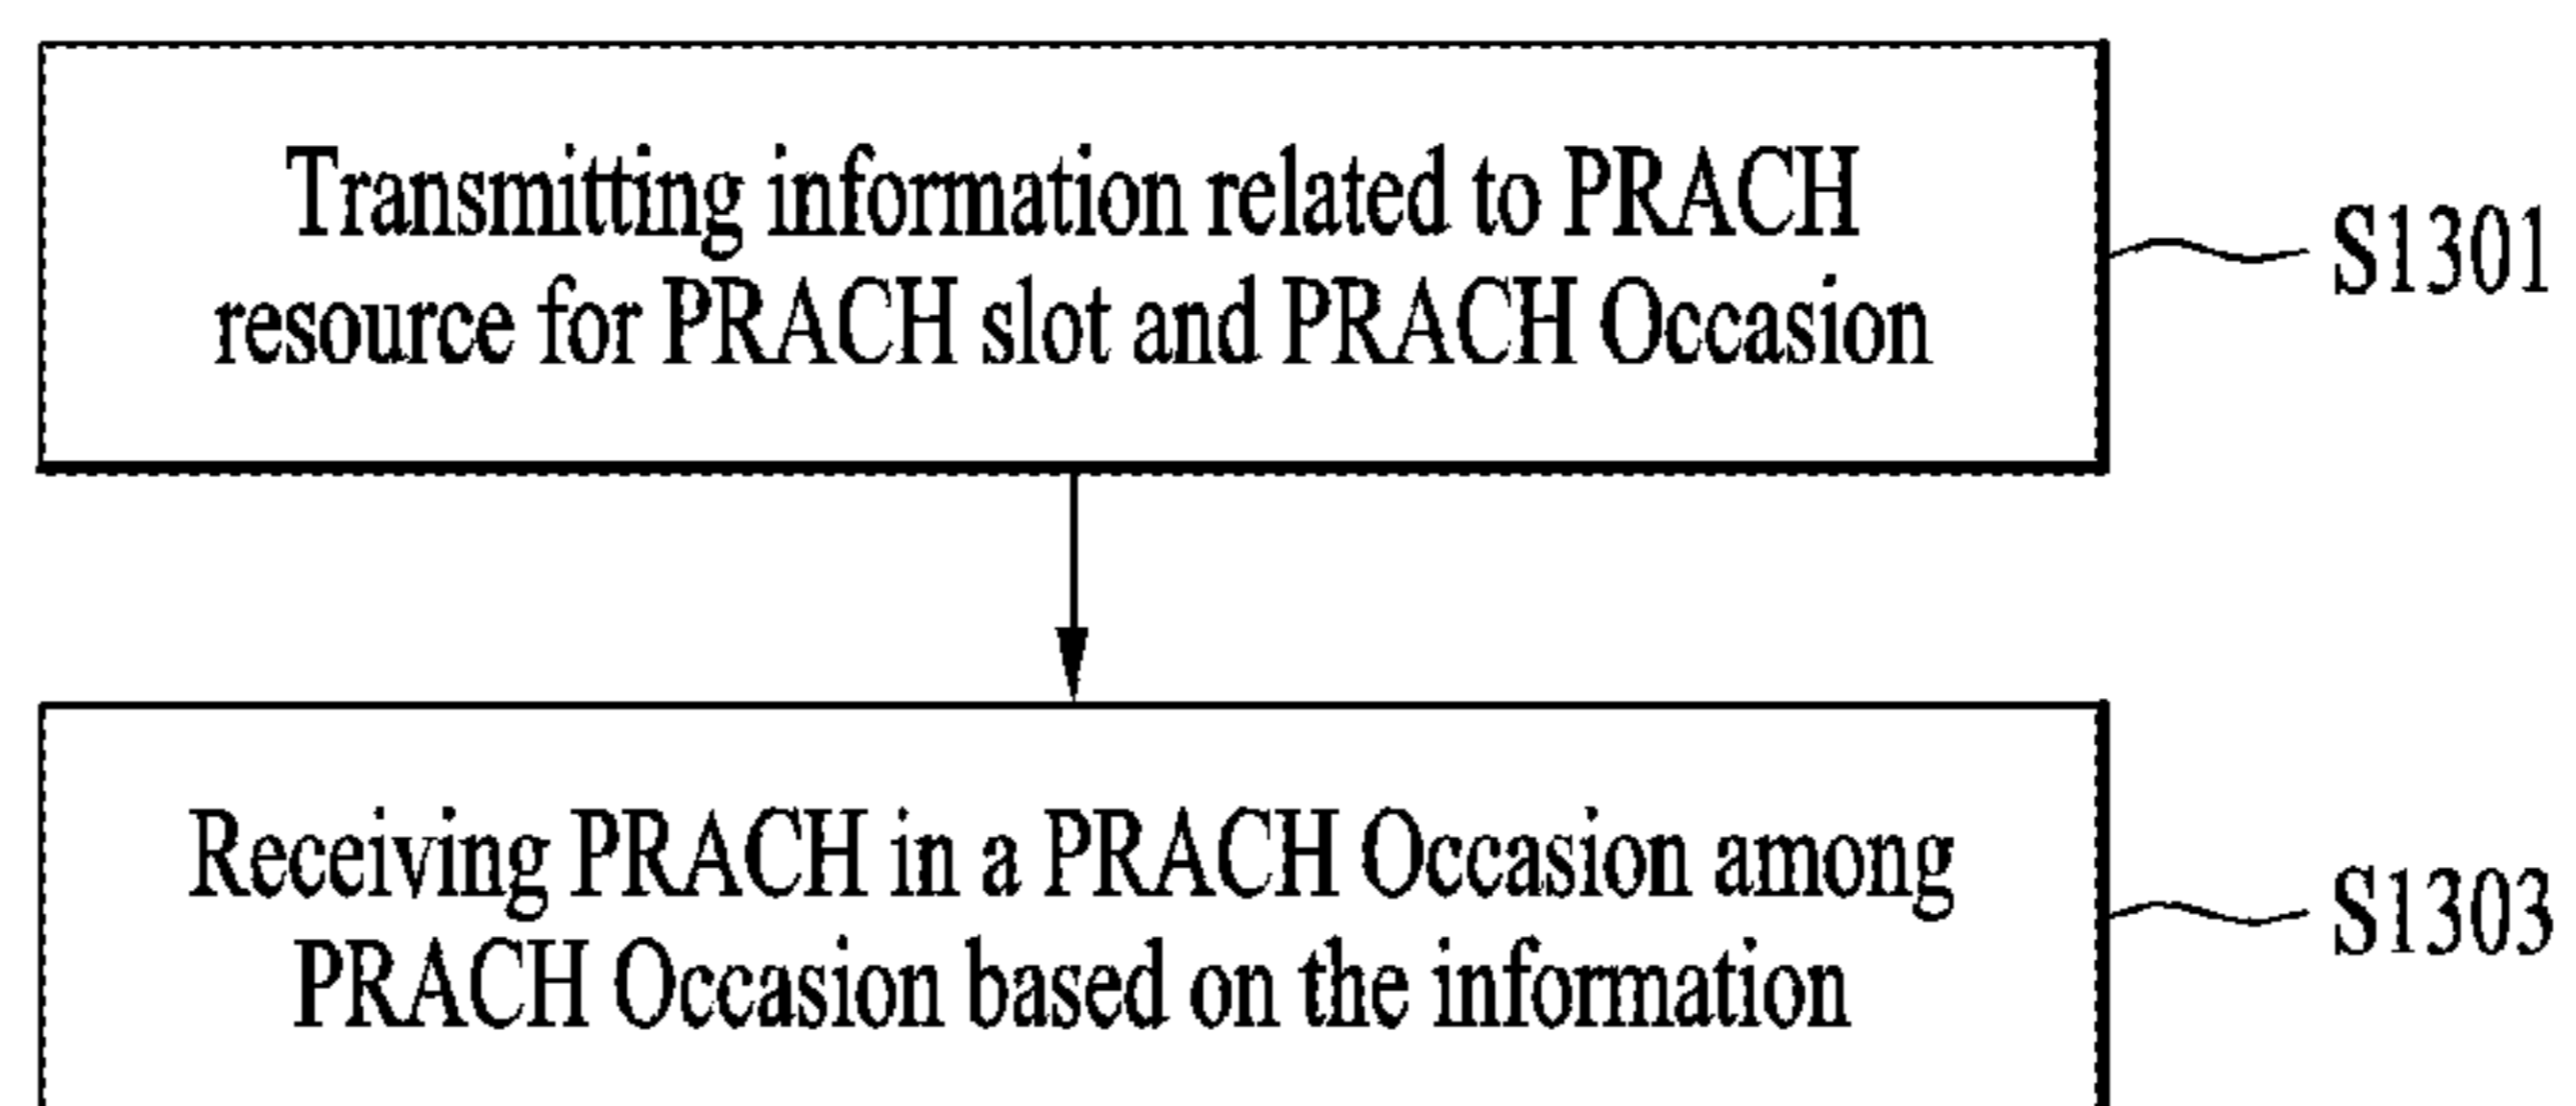 Transmitting information related to PRACH
resource for PRACH slot and PRACH Occasion
S1301
Receiving PRACH in a PRACH Occasion among
PRACH Occasion based on the information
S1303